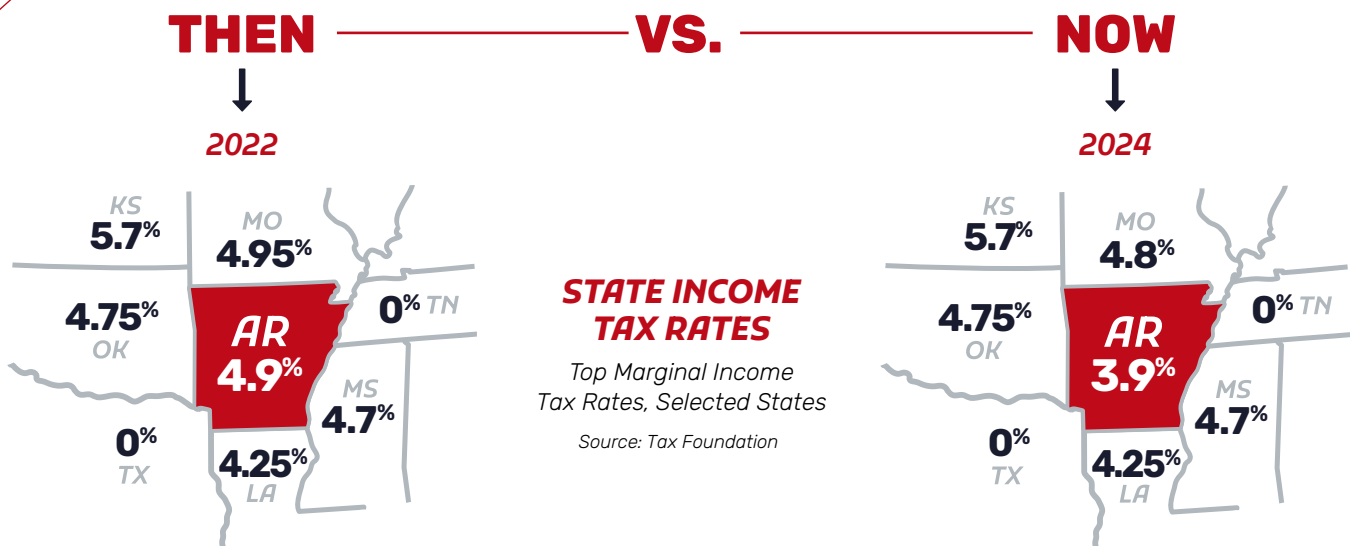 THEN VS. NOW
2022
KS
5.7%
MO
4.95%
4.75%
OK
AR
4.9%
0% TN
MS
4.7%
0%
TX
4.25%
LA
STATE INCOME
TAX RATES
Top Marginal Income
Tax Rates, Selected States
Source: Tax Foundation
2024
KS
5.7%
MO
4.8%
4.75%
OK
AR
3.9%
0% TN
MS
4.7%
0%
TX
4.25%
LA